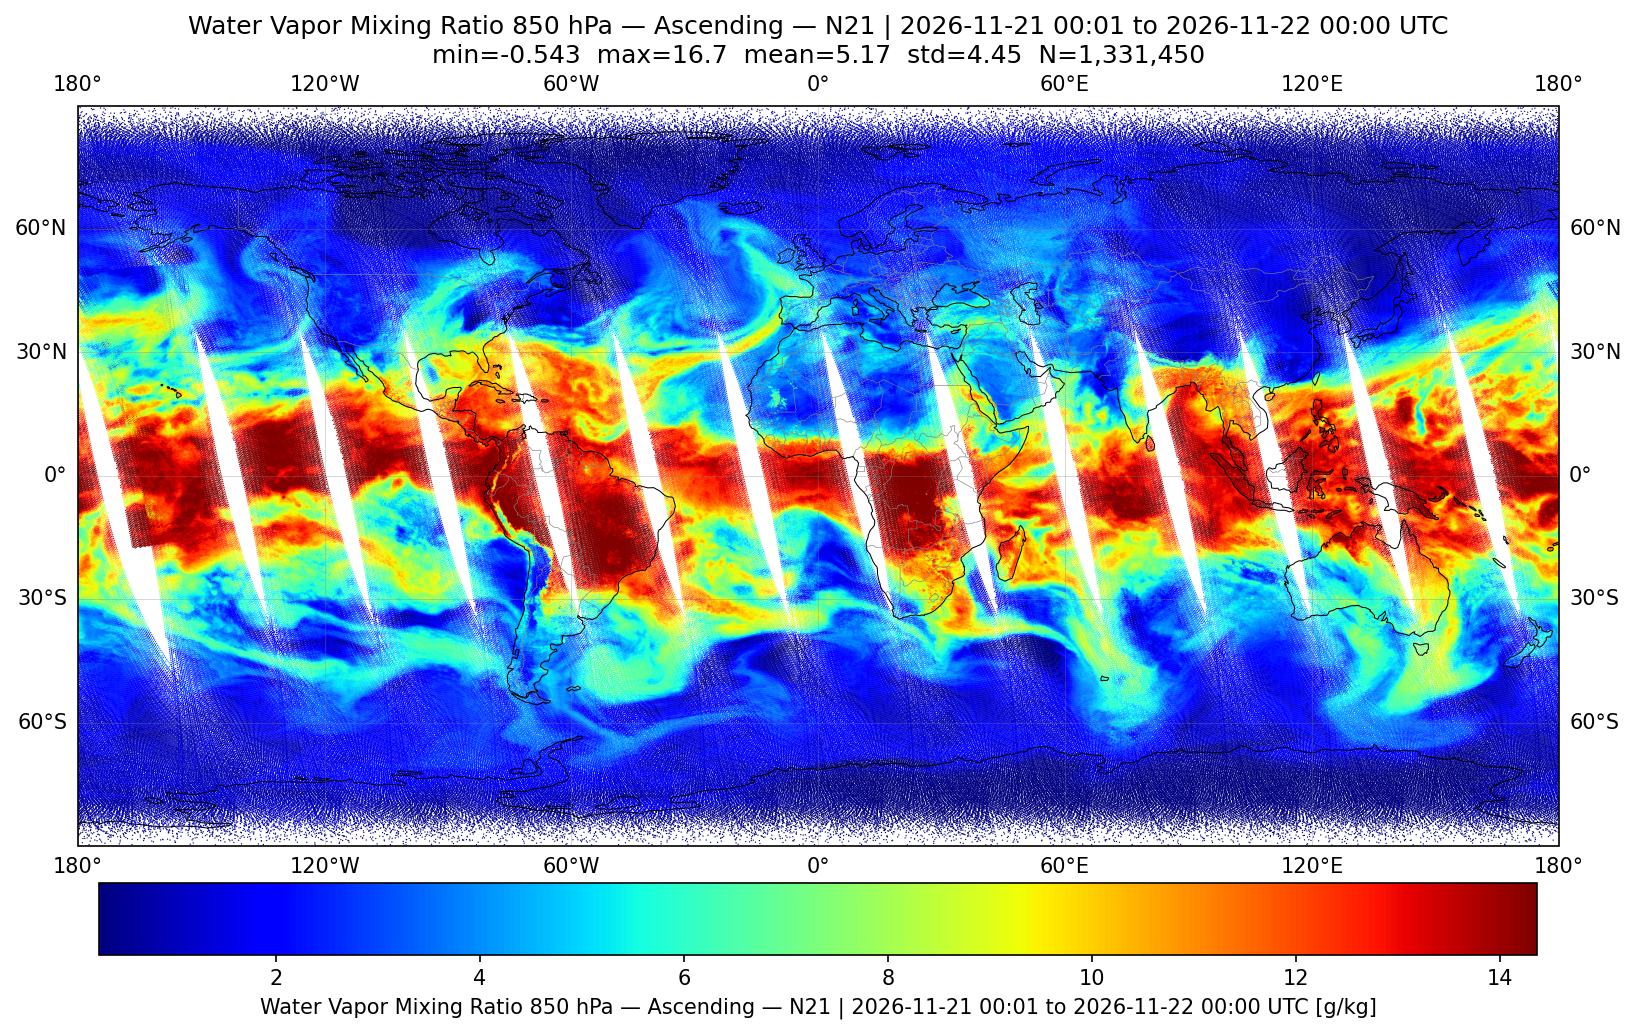 Water Vapor Mixing Ratio 850 hPa — Ascending — N21 | 2026-11-21 00:01 to 2026-11-22 00:00 UTC
min=-0.543  max=16.7  mean=5.17  std=4.45  N=1,331,450
180° 120°W 60°W 0° 60°E 120°E 180°
60°N 60°N
30°N 30°N
0° 0°
30°S 30°S
60°S 60°S
180° 120°W 60°W 0° 60°E 120°E 180°
2 4 6 8 10 12 14
Water Vapor Mixing Ratio 850 hPa — Ascending — N21 | 2026-11-21 00:01 to 2026-11-22 00:00 UTC [g/kg]